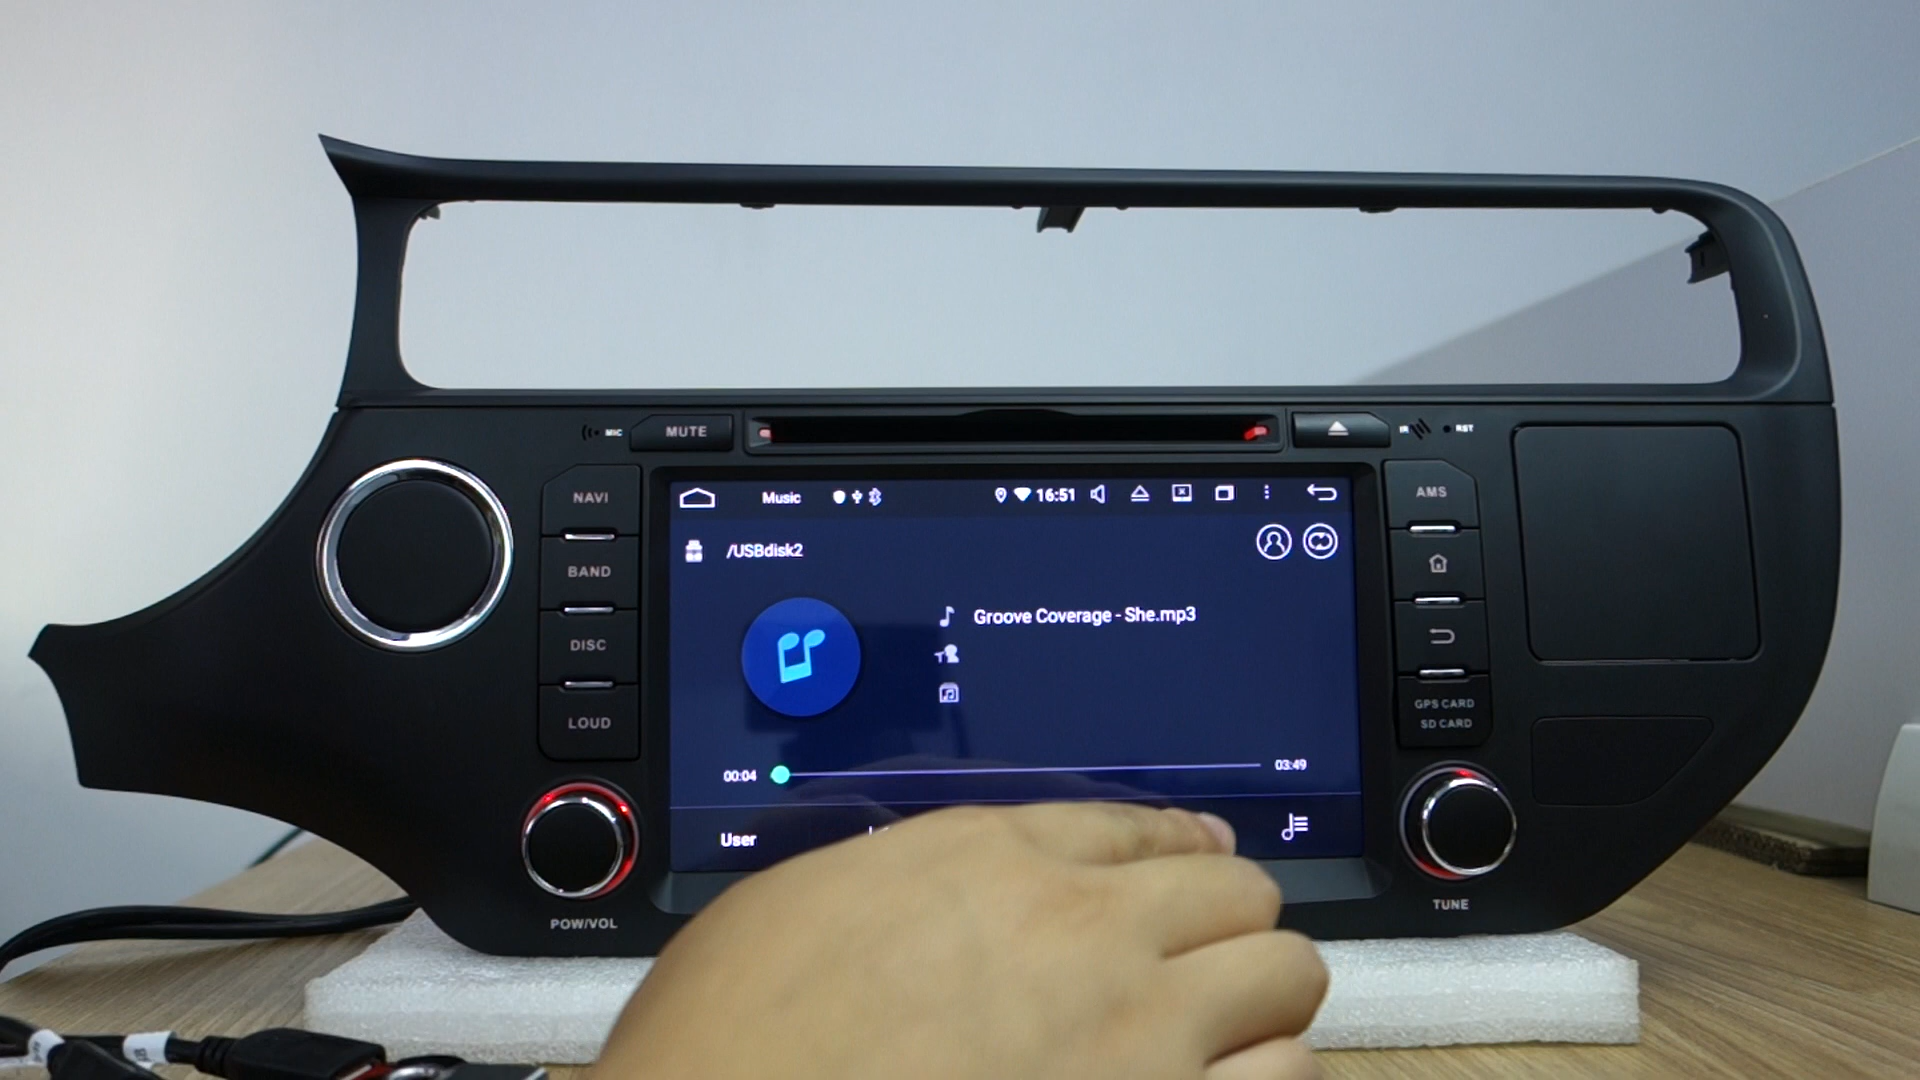 MIC
MUTE
IR
RST
NAVI
BAND
DISC
LOUD
POW/VOL
Music
16:51
/USBdisk2
Groove Coverage - She.mp3
00:04
03:49
User
AMS
GPS CARD
SD CARD
TUNE